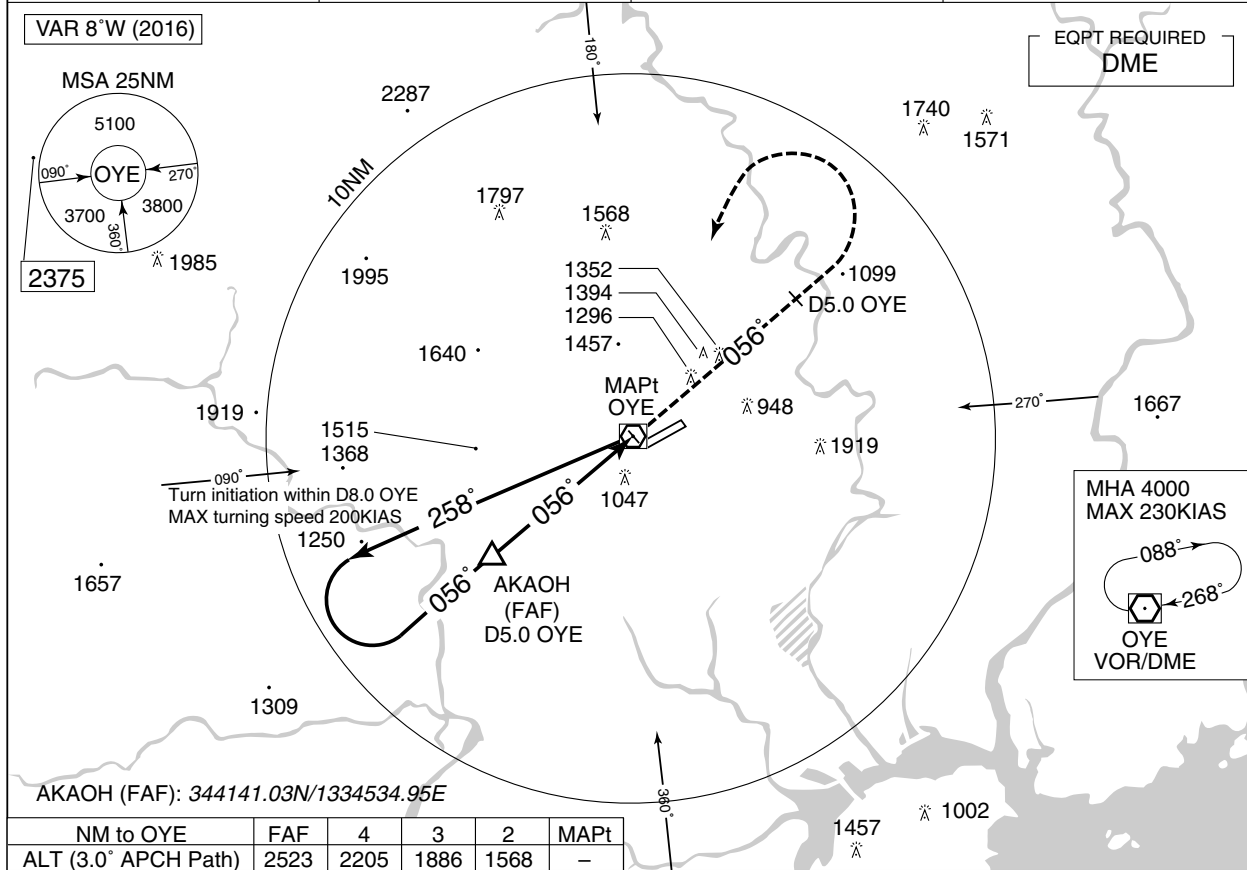 VAR 8°W (2016)
MSA 25NM
5100
OYE
090°
270°
3700
3800
360°
2375
1985
2287
10NM
180°
EQPT REQUIRED
DME
1740
1571
1797
1568
1995
1352
1394
1296
1099
D5.0 OYE
056°
1640
1457
MAPt
OYE
948
1919
1919
270°
1667
1515
1368
090°
Turn initiation within D8.0 OYE
MAX turning speed 200KIAS
1250
258°
056°
1047
1657
056°
AKAOH
(FAF)
D5.0 OYE
MHA 4000
MAX 230KIAS
088°
268°
OYE
VOR/DME
1309
360°
AKAOH (FAF): 344141.03N/1334534.95E
1457
1002
NM to OYE FAF 4 3 2 MAPt
ALT (3.0° APCH Path) 2523 2205 1886 1568 –